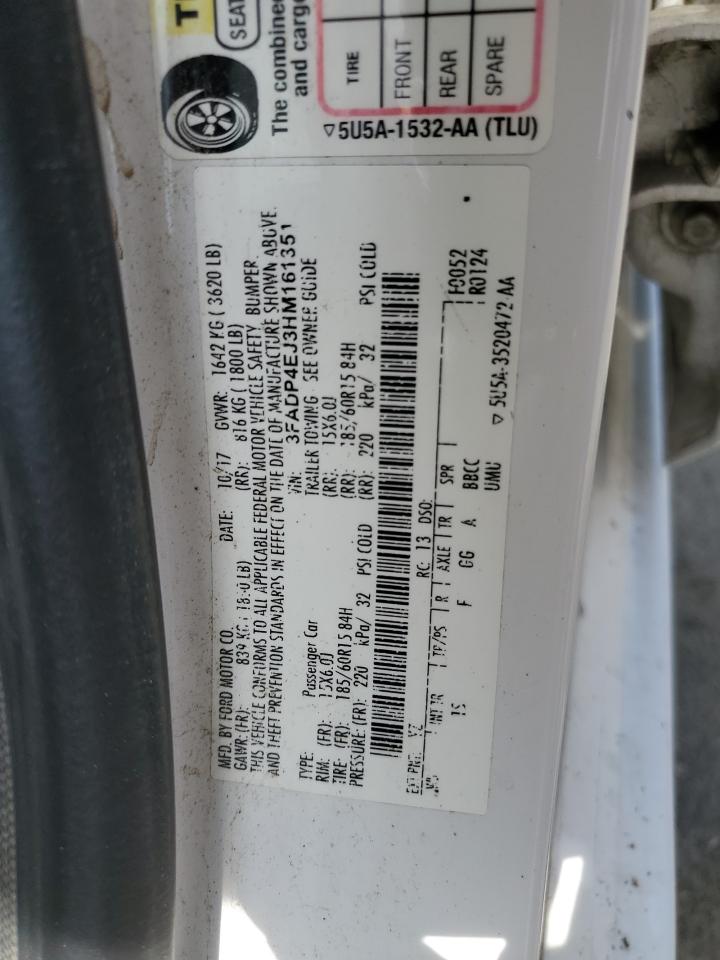 SEAT
The combined
and cargo
TIRE
FRONT
REAR
SPARE
▽5U5A-1532-AA (TLU)
MFD. BY FORD MOTOR CO. DATE: 10/17 GVWR: 1642 KG ( 3620 LB)
GAWR: (FR): 839 KG ( LB) (RR): 816 KG ( 1800 LB)
THIS VEHICLE CONFORMS TO ALL APPLICABLE FEDERAL MOTOR VEHICLE SAFETY BUMPER,
AND THEFT PREVENTION STANDARDS IN EFFECT ON THE DATE OF MANUFACTURE SHOWN ABOVE.
VIN: 3FADP4EJ3HM161351
TYPE: Passenger Car TRAILER TOWING - SEE OWNER GUIDE
RIM: (FR): 15X6.0J (RR): 15X6.0J
TIRE (FR): 185/60R15 84H (RR): 185/60R15 84H
PRESSURE: (FR): 220 kPa/ 32 PSI COLD (RR): 220 kPa/ 32 PSI COLD
EXT PNT: YZ RC: 13 DSO: F0052
INT TR TP/PS R AXLE TR SPR R0124
IS F GG A BBCC
UMU
▽ 5U5A-3520472-AA